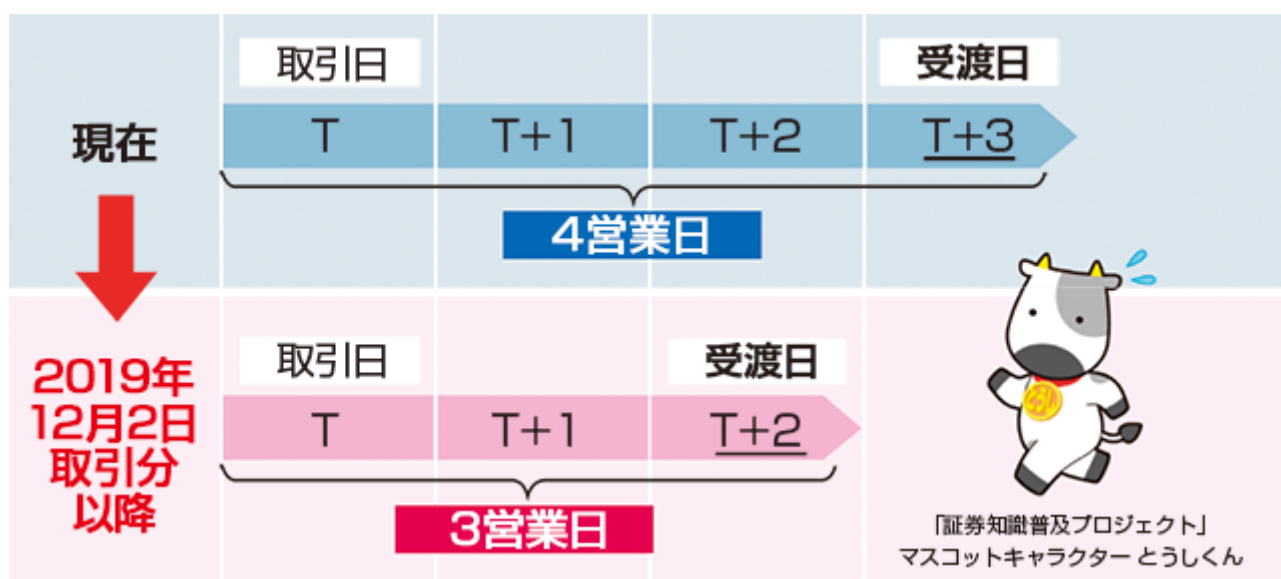 取引日
受渡日
現在
T
T+1
T+2
T+3
4営業日
2019年
12月2日
取引分
以降
取引日
受渡日
T
T+1
T+2
3営業日
「証券知識普及プロジェクト」
マスコットキャラクター とうしくん